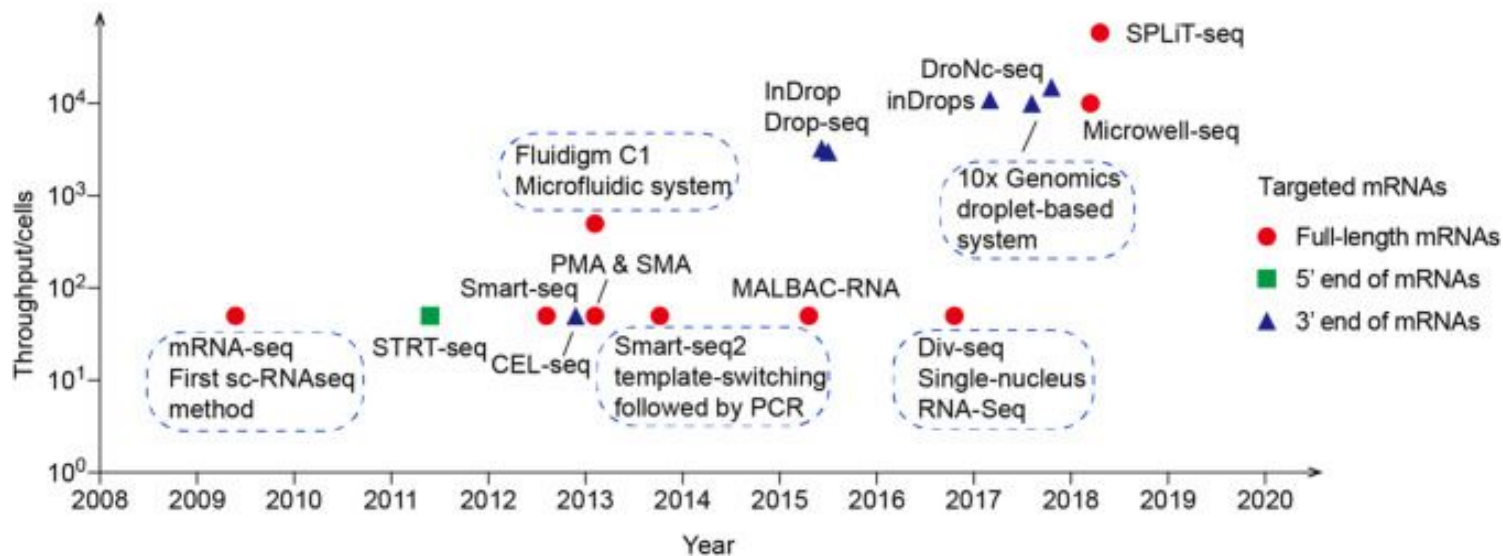 SPLiT-seq
DroNc-seq
InDrop
Drop-seq
inDrops
10⁴
Microwell-seq
Fluidigm C1
Microfluidic system
10x Genomics
droplet-based
system
10³
Targeted mRNAs
Full-length mRNAs
5' end of mRNAs
3' end of mRNAs
Throughput/cells
PMA & SMA
10²
Smart-seq
MALBAC-RNA
mRNA-seq
First sc-RNAseq
method
STRT-seq
CEL-seq
Smart-seq2
template-switching
followed by PCR
Div-seq
Single-nucleus
RNA-Seq
10¹
10⁰
2008 2009 2010 2011 2012 2013 2014 2015 2016 2017 2018 2019 2020
Year